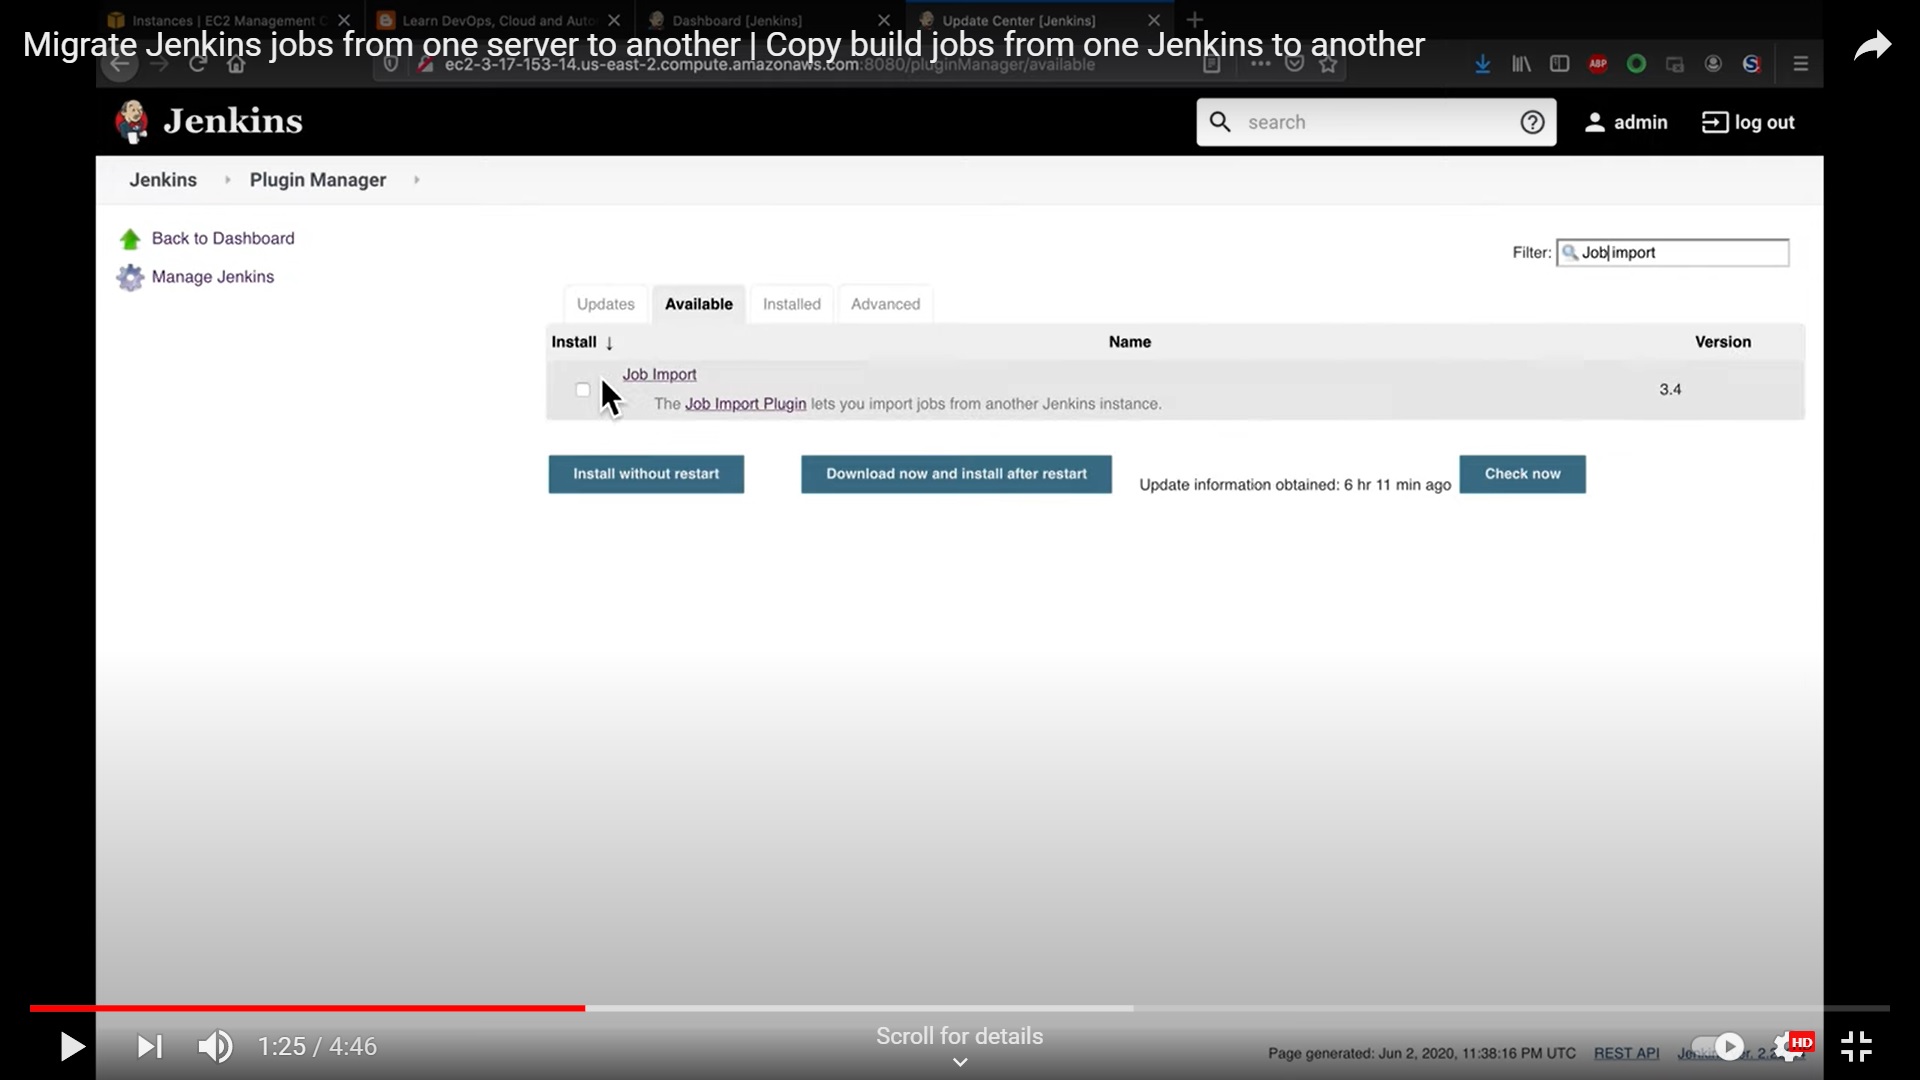 Instances | EC2 Management C
Learn DevOps, Cloud and Auto
Dashboard [Jenkins]
Update Center [Jenkins]
Migrate Jenkins jobs from one server to another | Copy build jobs from one Jenkins to another
ec2-3-17-153-14.us-east-2.compute.amazonaws.com:8080/pluginManager/available
ABP
Jenkins
search
admin
log out
Jenkins
Plugin Manager
Back to Dashboard
Manage Jenkins
Filter: Job import
Updates
Available
Installed
Advanced
Install ↓
Name
Version
Job Import
The Job Import Plugin lets you import jobs from another Jenkins instance.
3.4
Install without restart
Download now and install after restart
Update information obtained: 6 hr 11 min ago
Check now
1:25 / 4:46
Scroll for details
Page generated: Jun 2, 2020, 11:38:16 PM UTC
REST API
HD